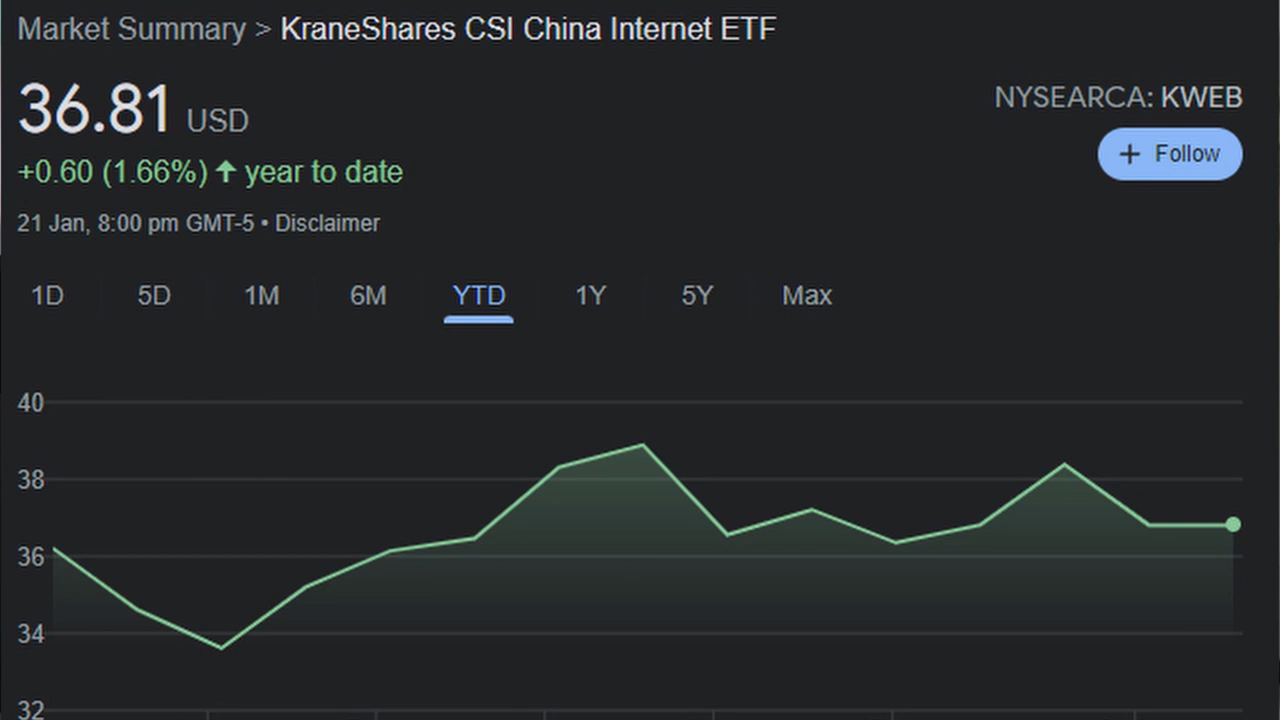 Market Summary > KraneShares CSI China Internet ETF
36.81 USD
NYSEARCA: KWEB
+ Follow
+0.60 (1.66%) ↑ year to date
21 Jan, 8:00 pm GMT-5 • Disclaimer
1D 5D 1M 6M YTD 1Y 5Y Max
40
38
36
34
32